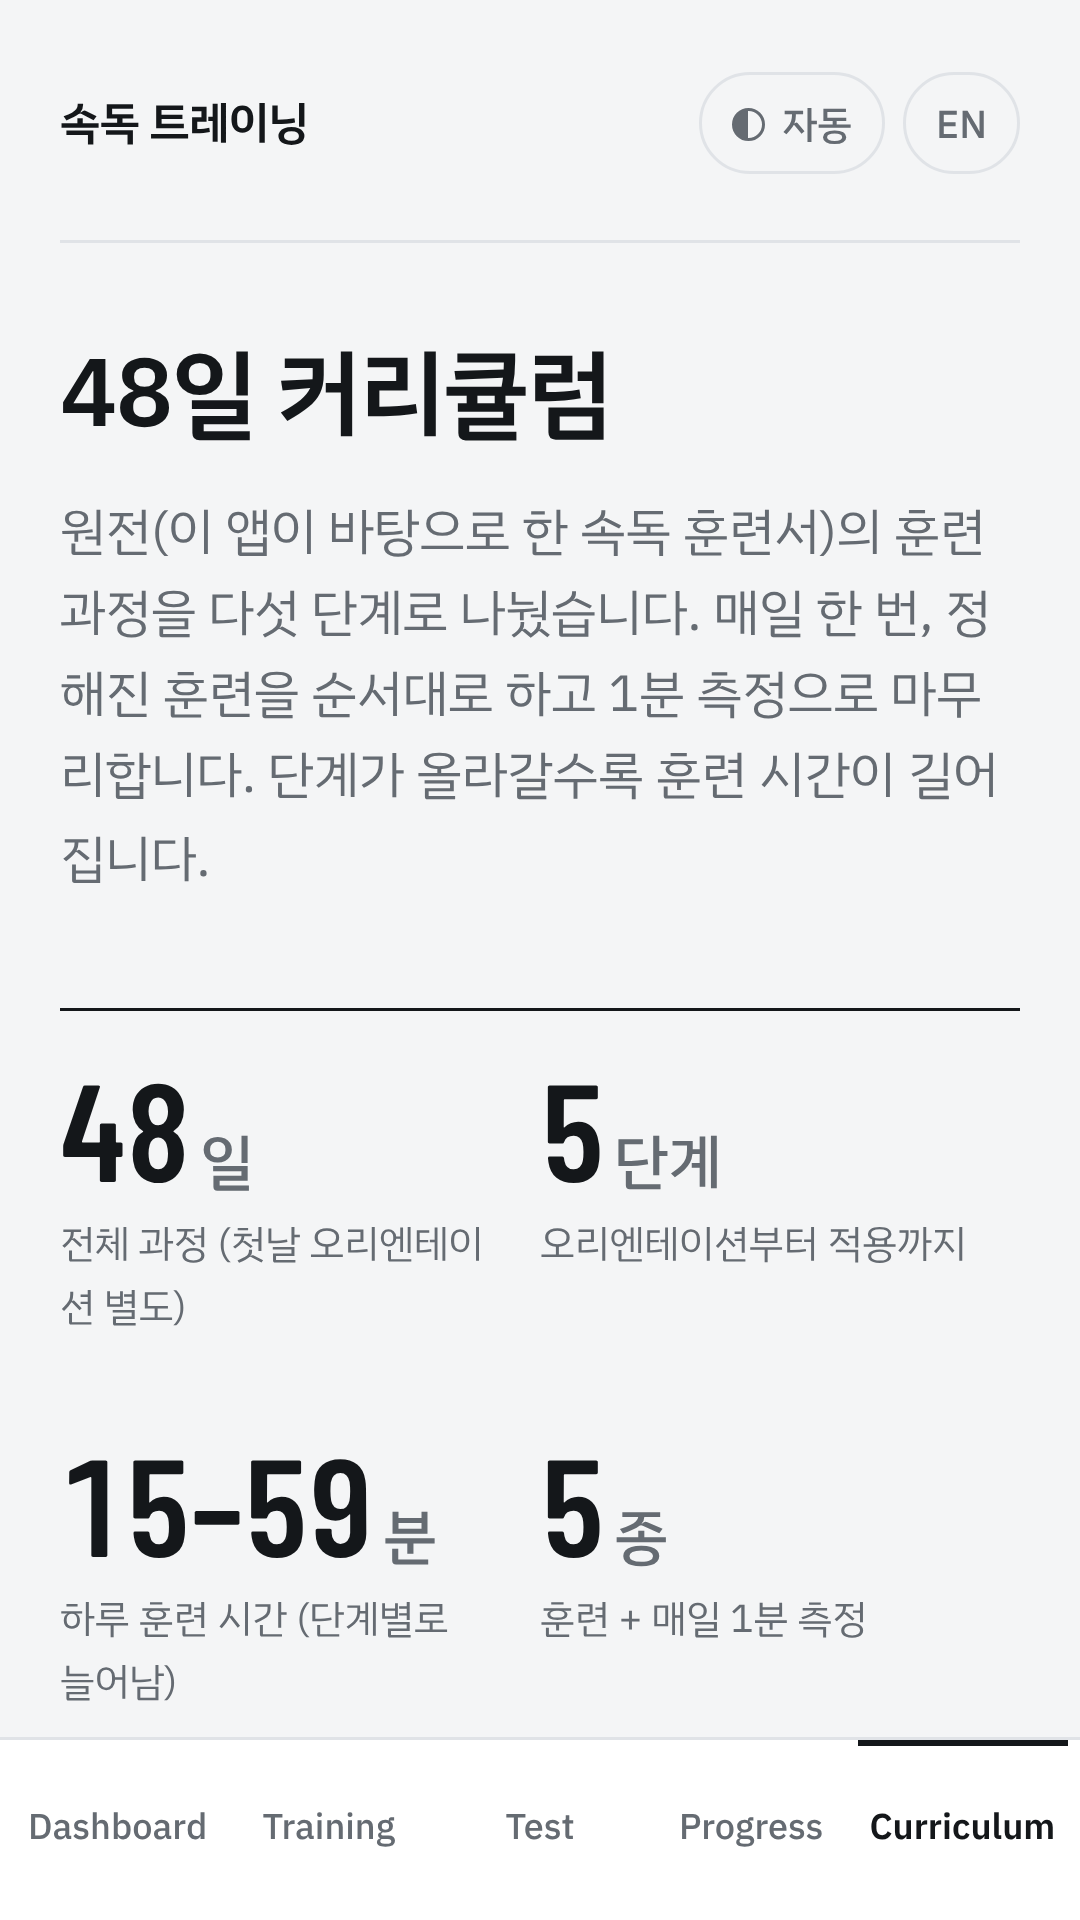 속독 트레이닝
자동 EN
48일 커리큘럼
원전(이 앱이 바탕으로 한 속독 훈련서)의 훈련
과정을 다섯 단계로 나눴습니다. 매일 한 번, 정
해진 훈련을 순서대로 하고 1분 측정으로 마무
리합니다. 단계가 올라갈수록 훈련 시간이 길어
집니다.
48 일
5 단계
전체 과정 (첫날 오리엔테이
션 별도)
오리엔테이션부터 적용까지
15–59 분
5 종
하루 훈련 시간 (단계별로
늘어남)
훈련 + 매일 1분 측정
Dashboard Training Test Progress Curriculum